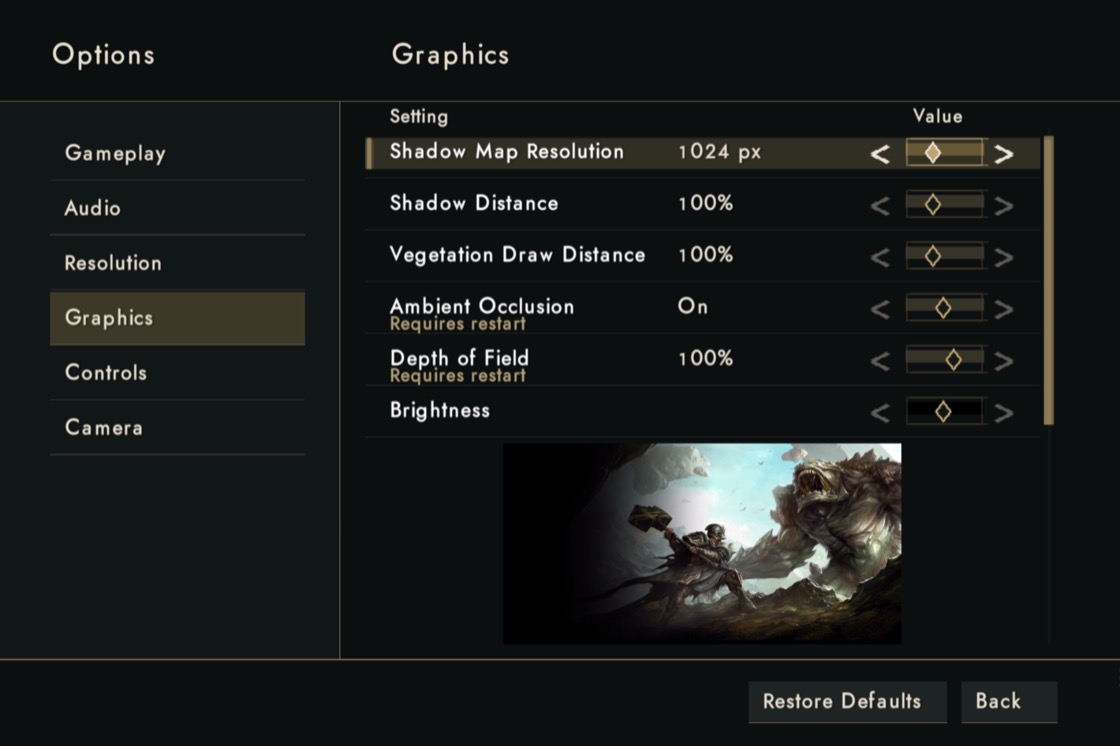 Options
Graphics
Gameplay
Audio
Resolution
Graphics
Controls
Camera
Setting Value
Shadow Map Resolution 1024 px < >
Shadow Distance 100% < >
Vegetation Draw Distance 100% < >
Ambient Occlusion On < >
Requires restart
Depth of Field 100% < >
Requires restart
Brightness < >
Restore Defaults Back